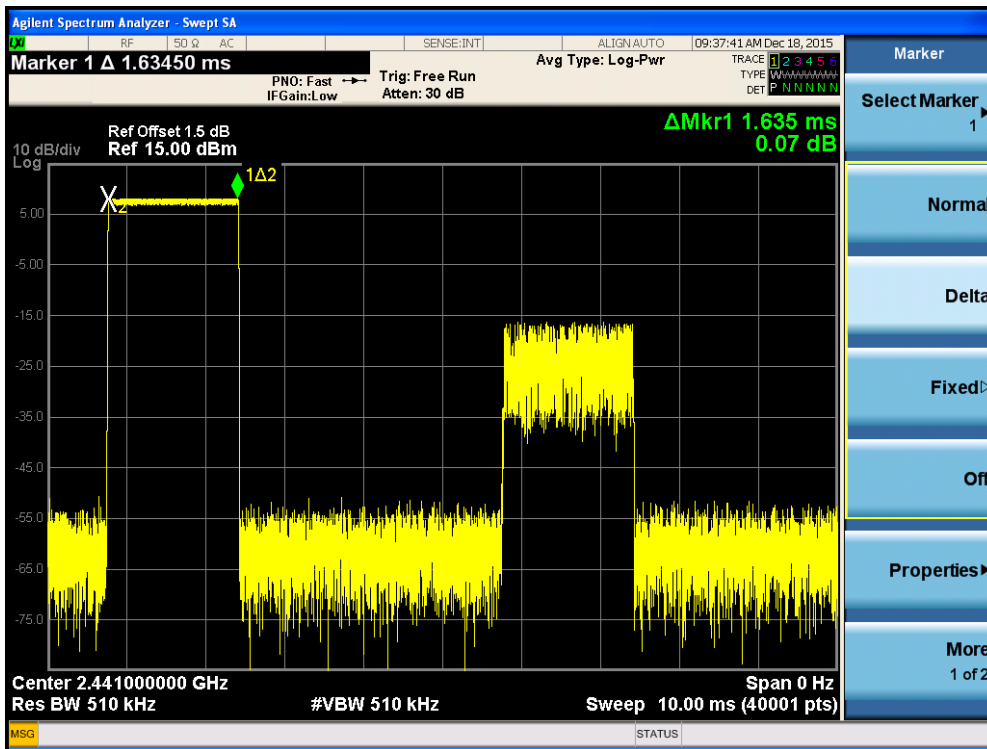 Agilent Spectrum Analyzer - Swept SA
LXI RF 50 Ω AC SENSE:INT ALIGN AUTO 09:37:41 AM Dec 18, 2015
Marker 1 Δ 1.63450 ms
PNO: Fast
IFGain:Low
Trig: Free Run
Atten: 30 dB
Avg Type: Log-Pwr
TRACE 1 2 3 4 5 6
TYPE WWWWWW
DET P N N N N N
ΔMkr1 1.635 ms
0.07 dB
Ref Offset 1.5 dB
10 dB/div Ref 15.00 dBm
Log
1Δ2
X2
5.00
-5.00
-15.0
-25.0
-35.0
-45.0
-55.0
-65.0
-75.0
Center 2.441000000 GHz Span 0 Hz
Res BW 510 kHz #VBW 510 kHz Sweep 10.00 ms (40001 pts)
MSG STATUS
Marker
Select Marker
1
Normal
Delta
Fixed
Off
Properties
More
1 of 2